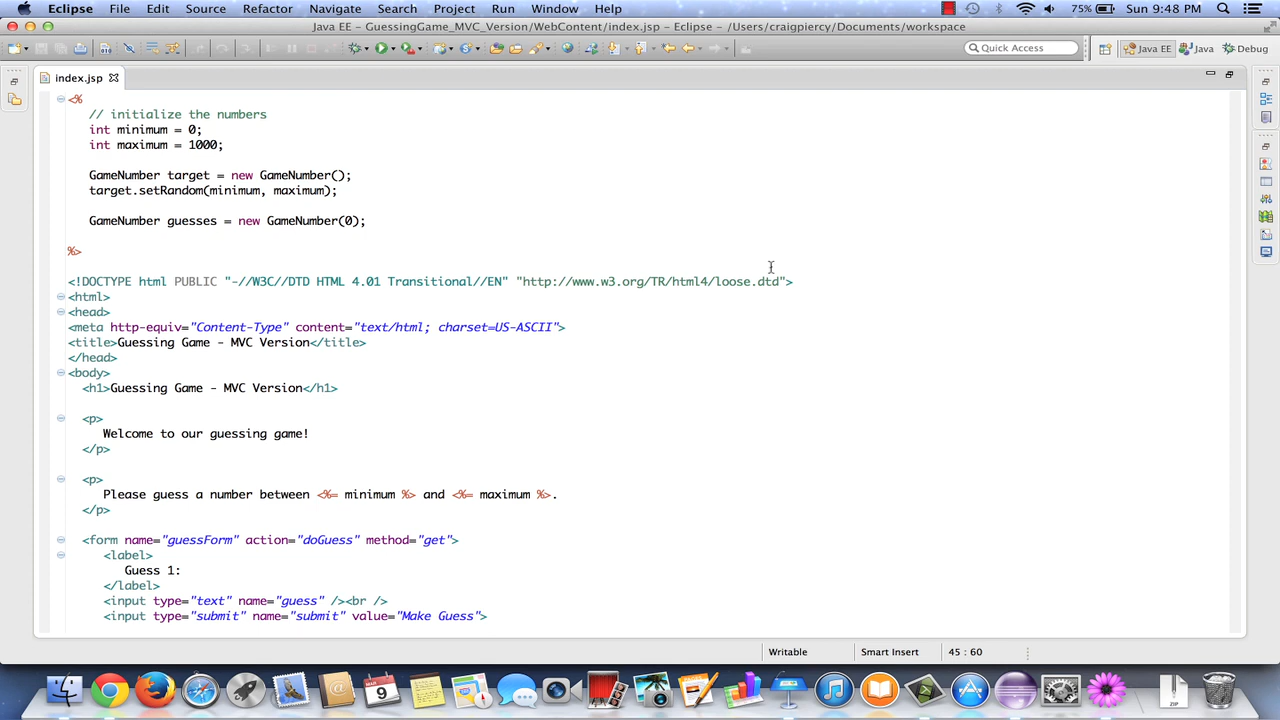 Eclipse File Edit Source Refactor Navigate Search Project Run Window Help 75% Sun 9:48 PM
Java EE - GuessingGame_MVC_Version/WebContent/index.jsp - Eclipse - /Users/craigpiercy/Documents/workspace
Quick Access Java EE Java Debug
index.jsp
<%
// initialize the numbers
int minimum = 0;
int maximum = 1000;
GameNumber target = new GameNumber();
target.setRandom(minimum, maximum);
GameNumber guesses = new GameNumber(0);
%>
<!DOCTYPE html PUBLIC "-//W3C//DTD HTML 4.01 Transitional//EN" "http://www.w3.org/TR/html4/loose.dtd">
<html>
<head>
<meta http-equiv="Content-Type" content="text/html; charset=US-ASCII">
<title>Guessing Game - MVC Version</title>
</head>
<body>
<h1>Guessing Game - MVC Version</h1>
<p>
Welcome to our guessing game!
</p>
<p>
Please guess a number between <%= minimum %> and <%= maximum %>.
</p>
<form name="guessForm" action="doGuess" method="get">
<label>
Guess 1:
</label>
<input type="text" name="guess" /><br />
<input type="submit" name="submit" value="Make Guess">
Writable Smart Insert 45 : 60
MAR
9
ZIP